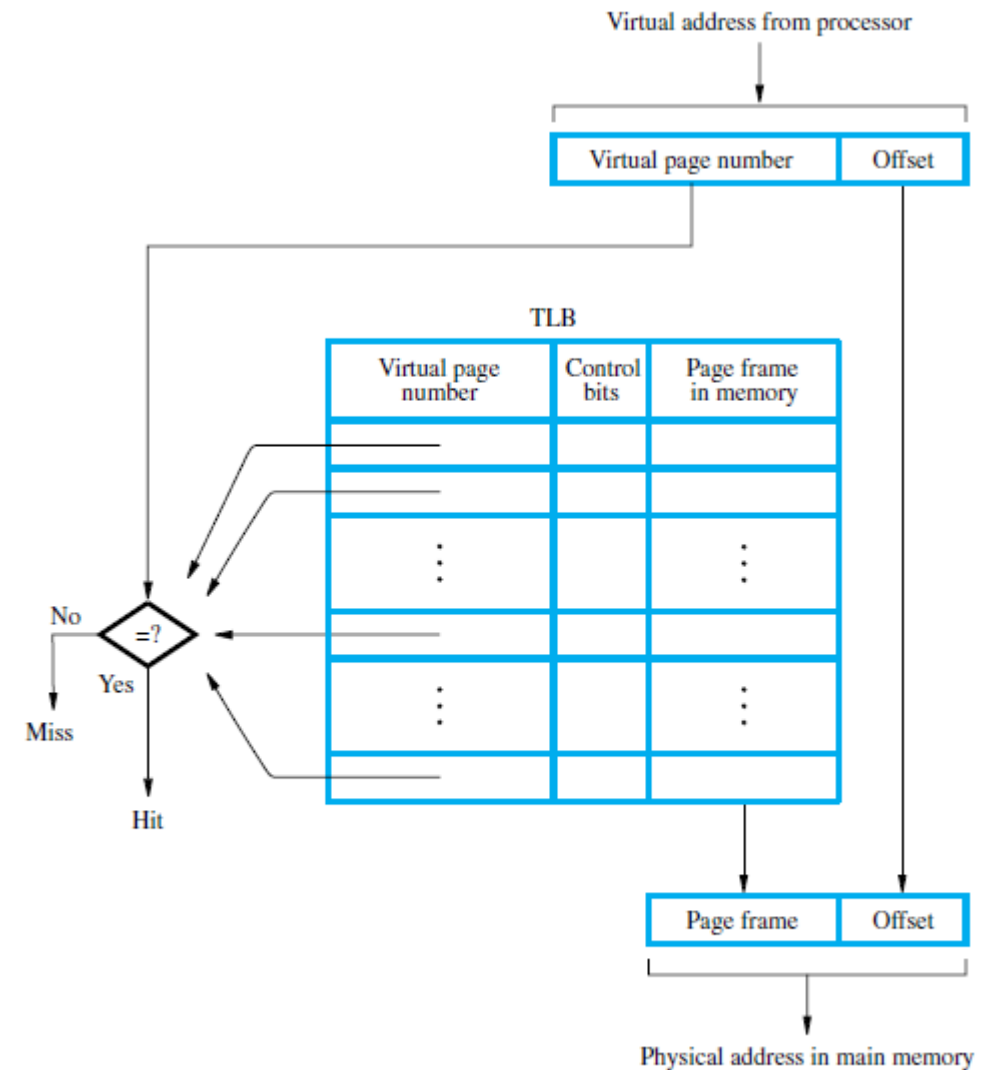 Virtual address from processor
Virtual page number
Offset
TLB
Virtual page
number
Control
bits
Page frame
in memory
No
=?
Yes
Miss
Hit
Page frame
Offset
Physical address in main memory